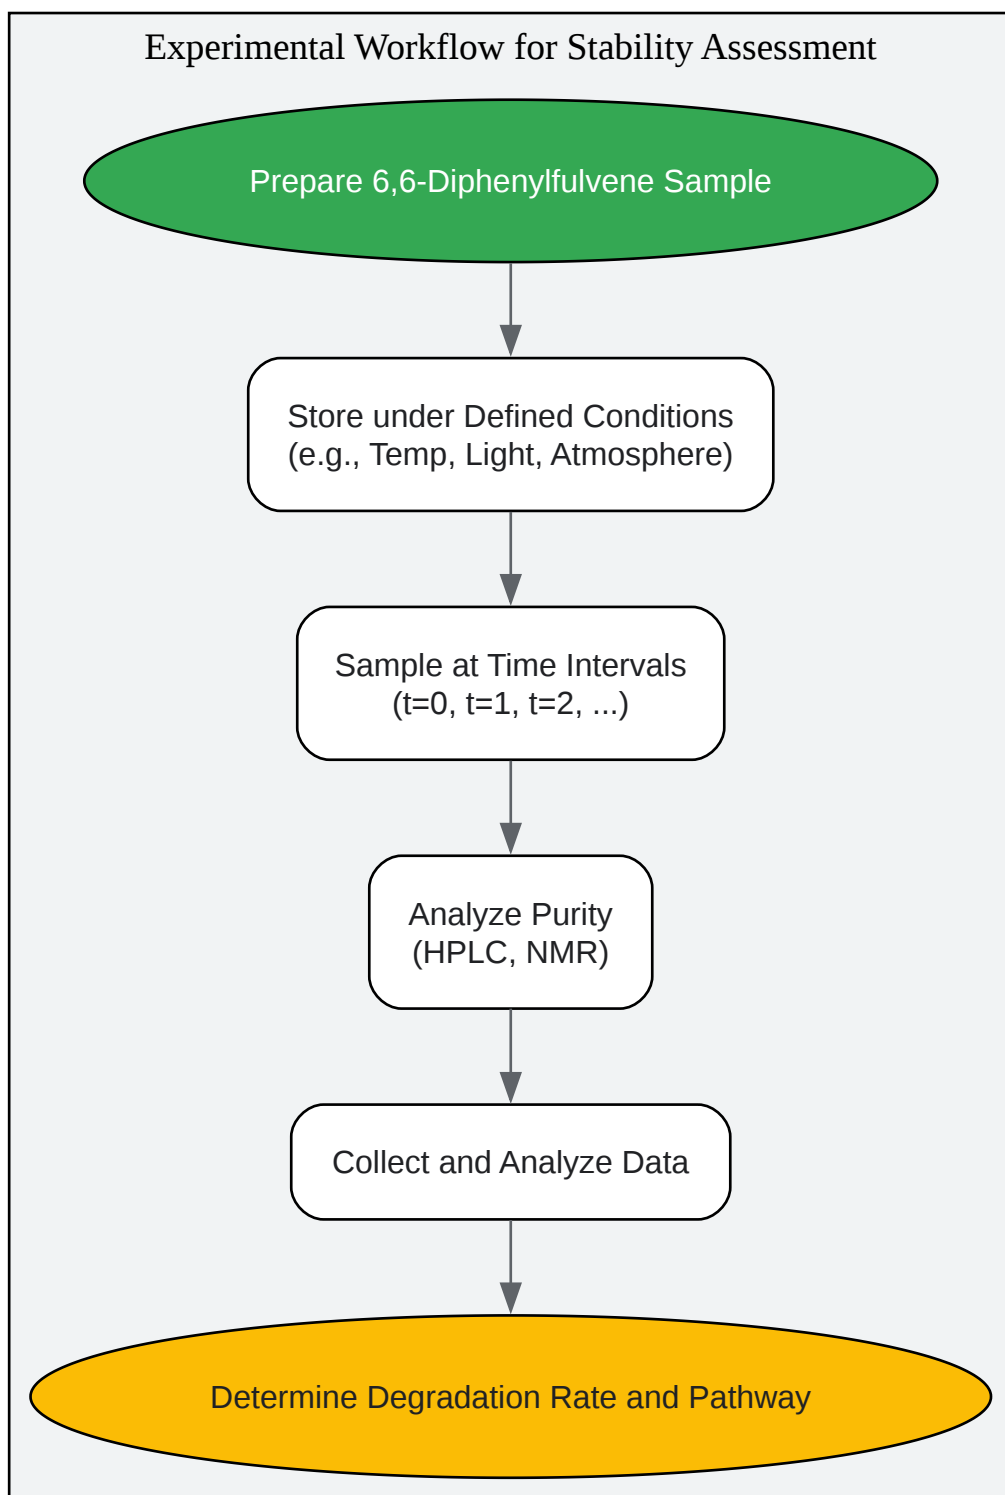 Experimental Workflow for Stability Assessment
Prepare 6,6-Diphenylfulvene Sample
Store under Defined Conditions
(e.g., Temp, Light, Atmosphere)
Sample at Time Intervals
(t=0, t=1, t=2, ...)
Analyze Purity
(HPLC, NMR)
Collect and Analyze Data
Determine Degradation Rate and Pathway